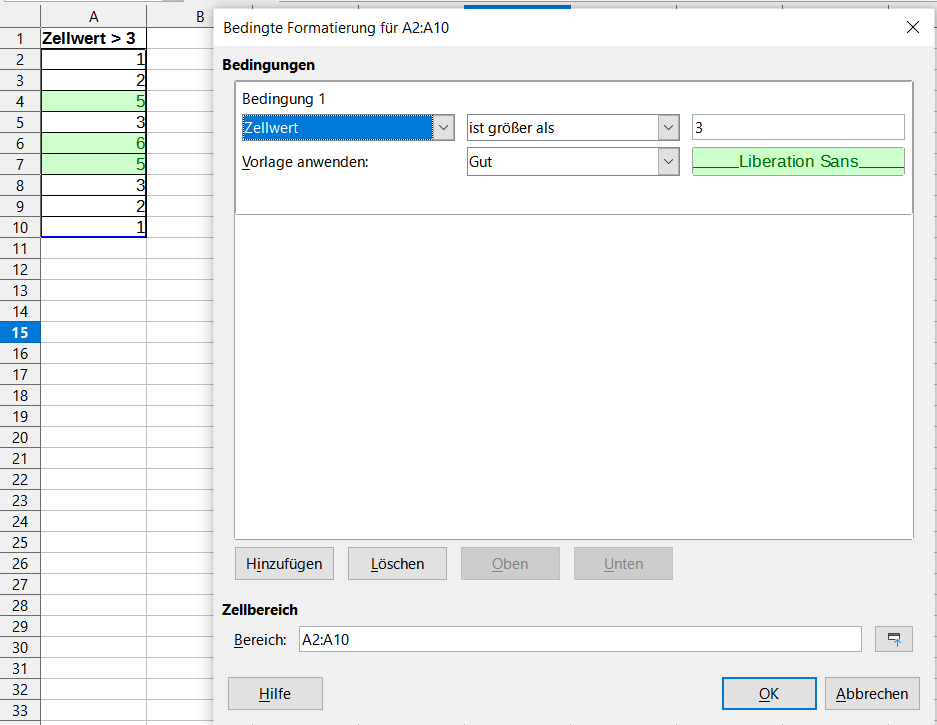 A B
Bedingte Formatierung für A2:A10
1 Zellwert > 3
2 1
3 2
4 5
5 3
6 6
7 5
8 3
9 2
10 1
11
12
13
14
15
16
17
18
19
20
21
22
23
24
25
26
27
28
29
30
31
32
33
Bedingungen
Bedingung 1
Zellwert ist größer als 3
Vorlage anwenden: Gut Liberation Sans
Hinzufügen Löschen Oben Unten
Zellbereich
Bereich: A2:A10
Hilfe OK Abbrechen